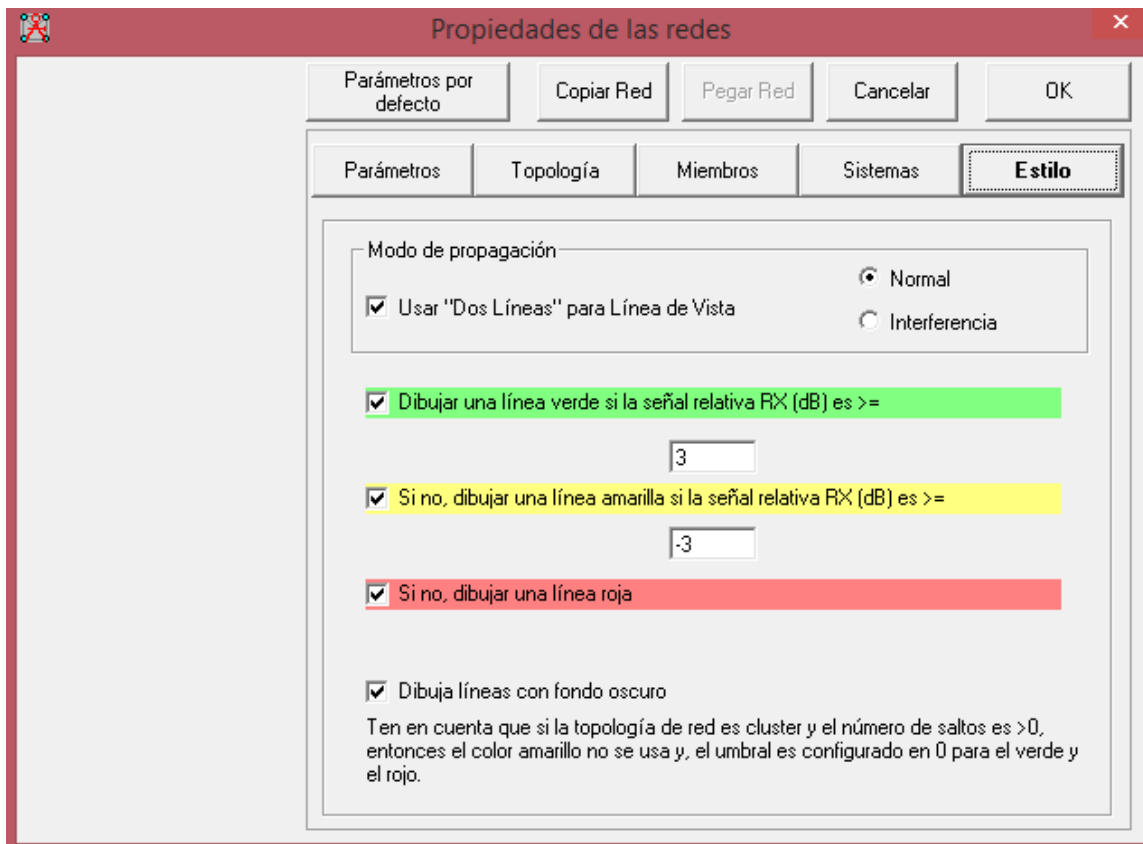 Propiedades de las redes
Parámetros por
defecto
Copiar Red
Pegar Red
Cancelar
OK
Parámetros
Topología
Miembros
Sistemas
Estilo
Modo de propagación
Usar "Dos Líneas" para Línea de Vista
Normal
Interferencia
Dibujar una línea verde si la señal relativa RX (dB) es >=
3
Si no, dibujar una línea amarilla si la señal relativa RX (dB) es >=
-3
Si no, dibujar una línea roja
Dibuja líneas con fondo oscuro
Ten en cuenta que si la topología de red es cluster y el número de saltos es >0,
entonces el color amarillo no se usa y, el umbral es configurado en 0 para el verde y
el rojo.